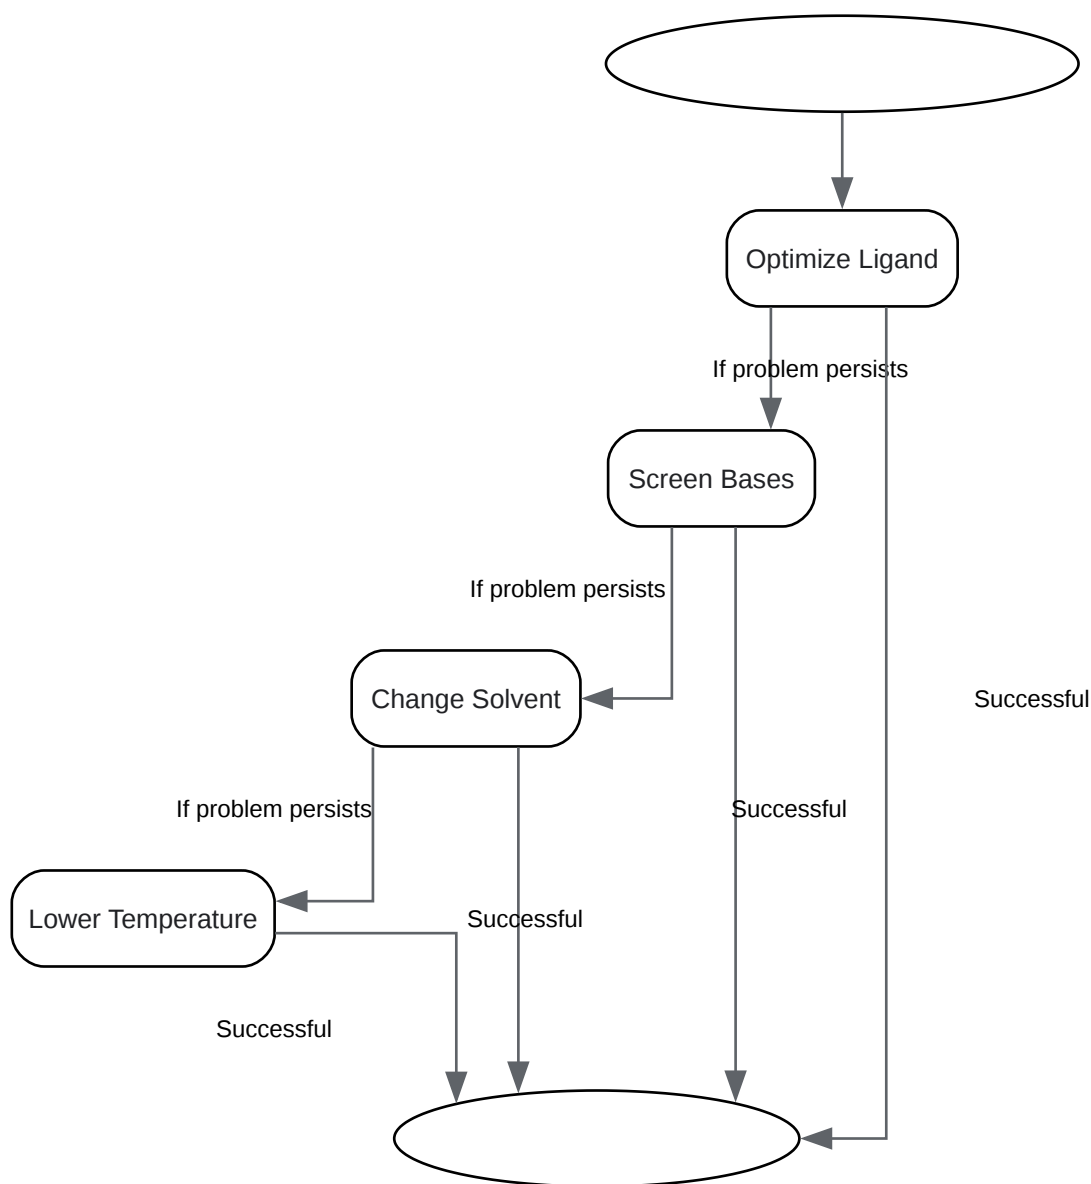 Optimize Ligand
If problem persists
Screen Bases
If problem persists
Change Solvent
Successful
If problem persists
Successful
Lower Temperature
Successful
Successful